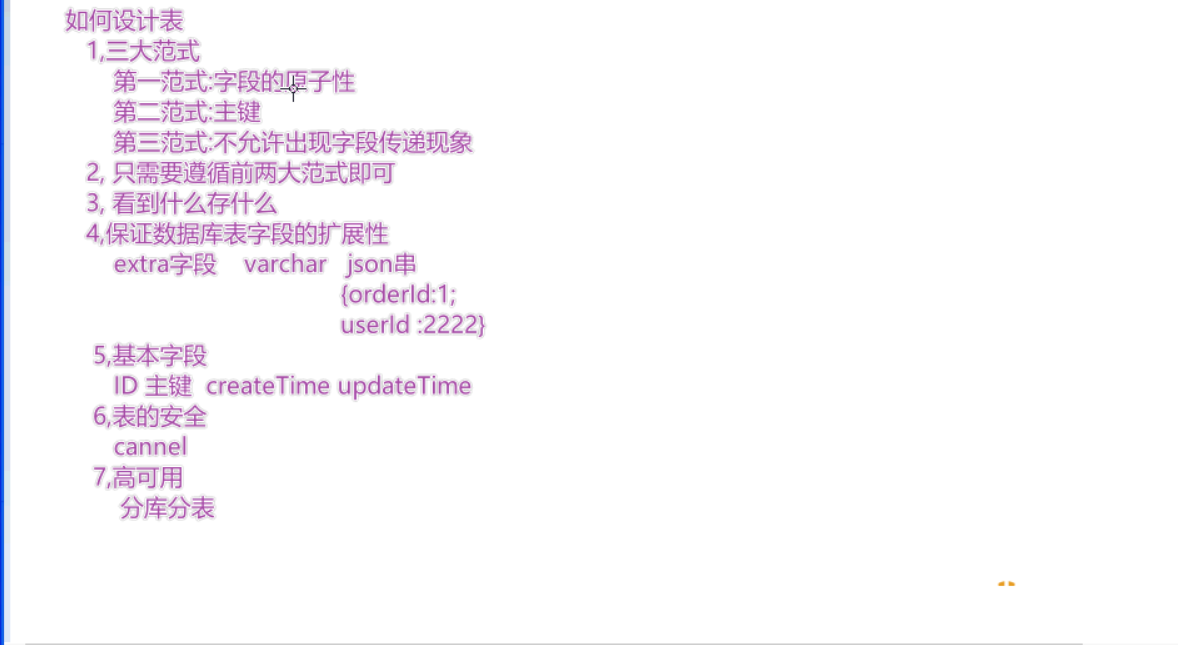 如何设计表
1,三大范式
第一范式:字段的原子性
第二范式:主键
第三范式:不允许出现字段传递现象
2, 只需要遵循前两大范式即可
3, 看到什么存什么
4,保证数据库表字段的扩展性
extra字段 varchar json串
{orderId:1;
userId :2222}
5,基本字段
ID 主键 createTime updateTime
6,表的安全
cannel
7,高可用
分库分表